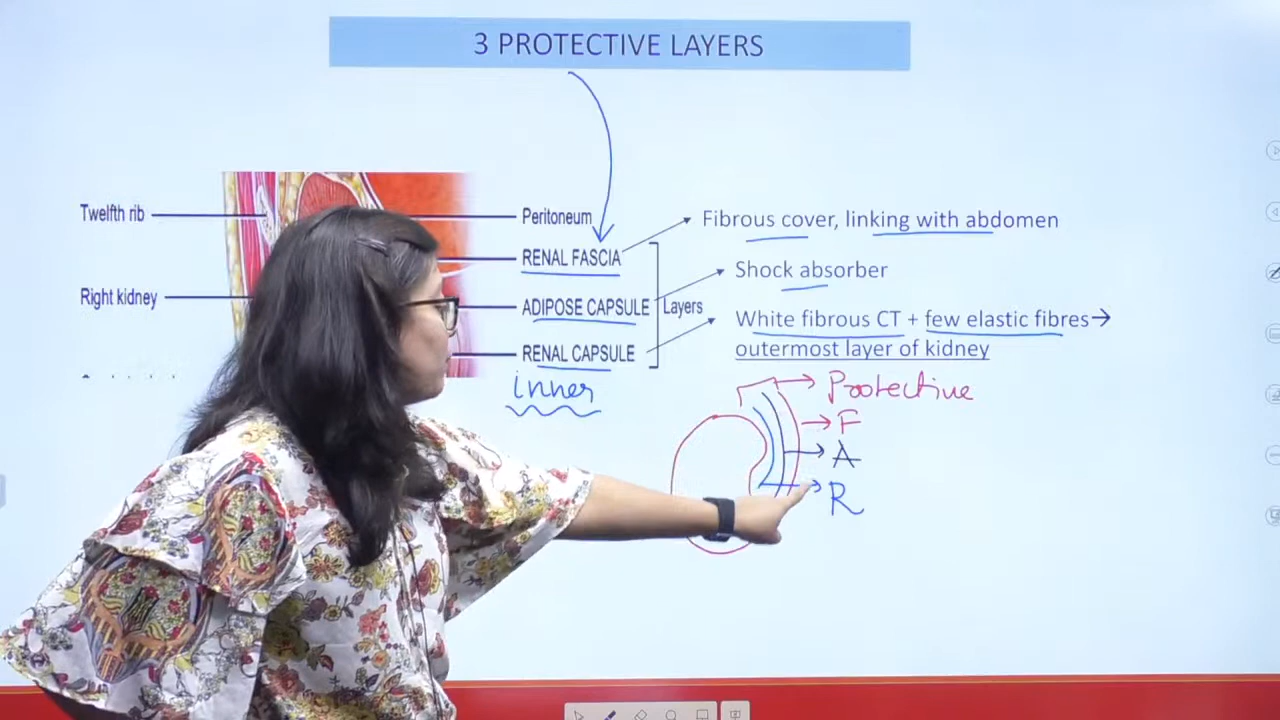 3 PROTECTIVE LAYERS
Twelfth rib
Peritoneum
Fibrous cover, linking with abdomen
RENAL FASCIA
Shock absorber
Right kidney
ADIPOSE CAPSULE
Layers
White fibrous CT + few elastic fibres→
outermost layer of kidney
RENAL CAPSULE
inner
Protective
F
A
R